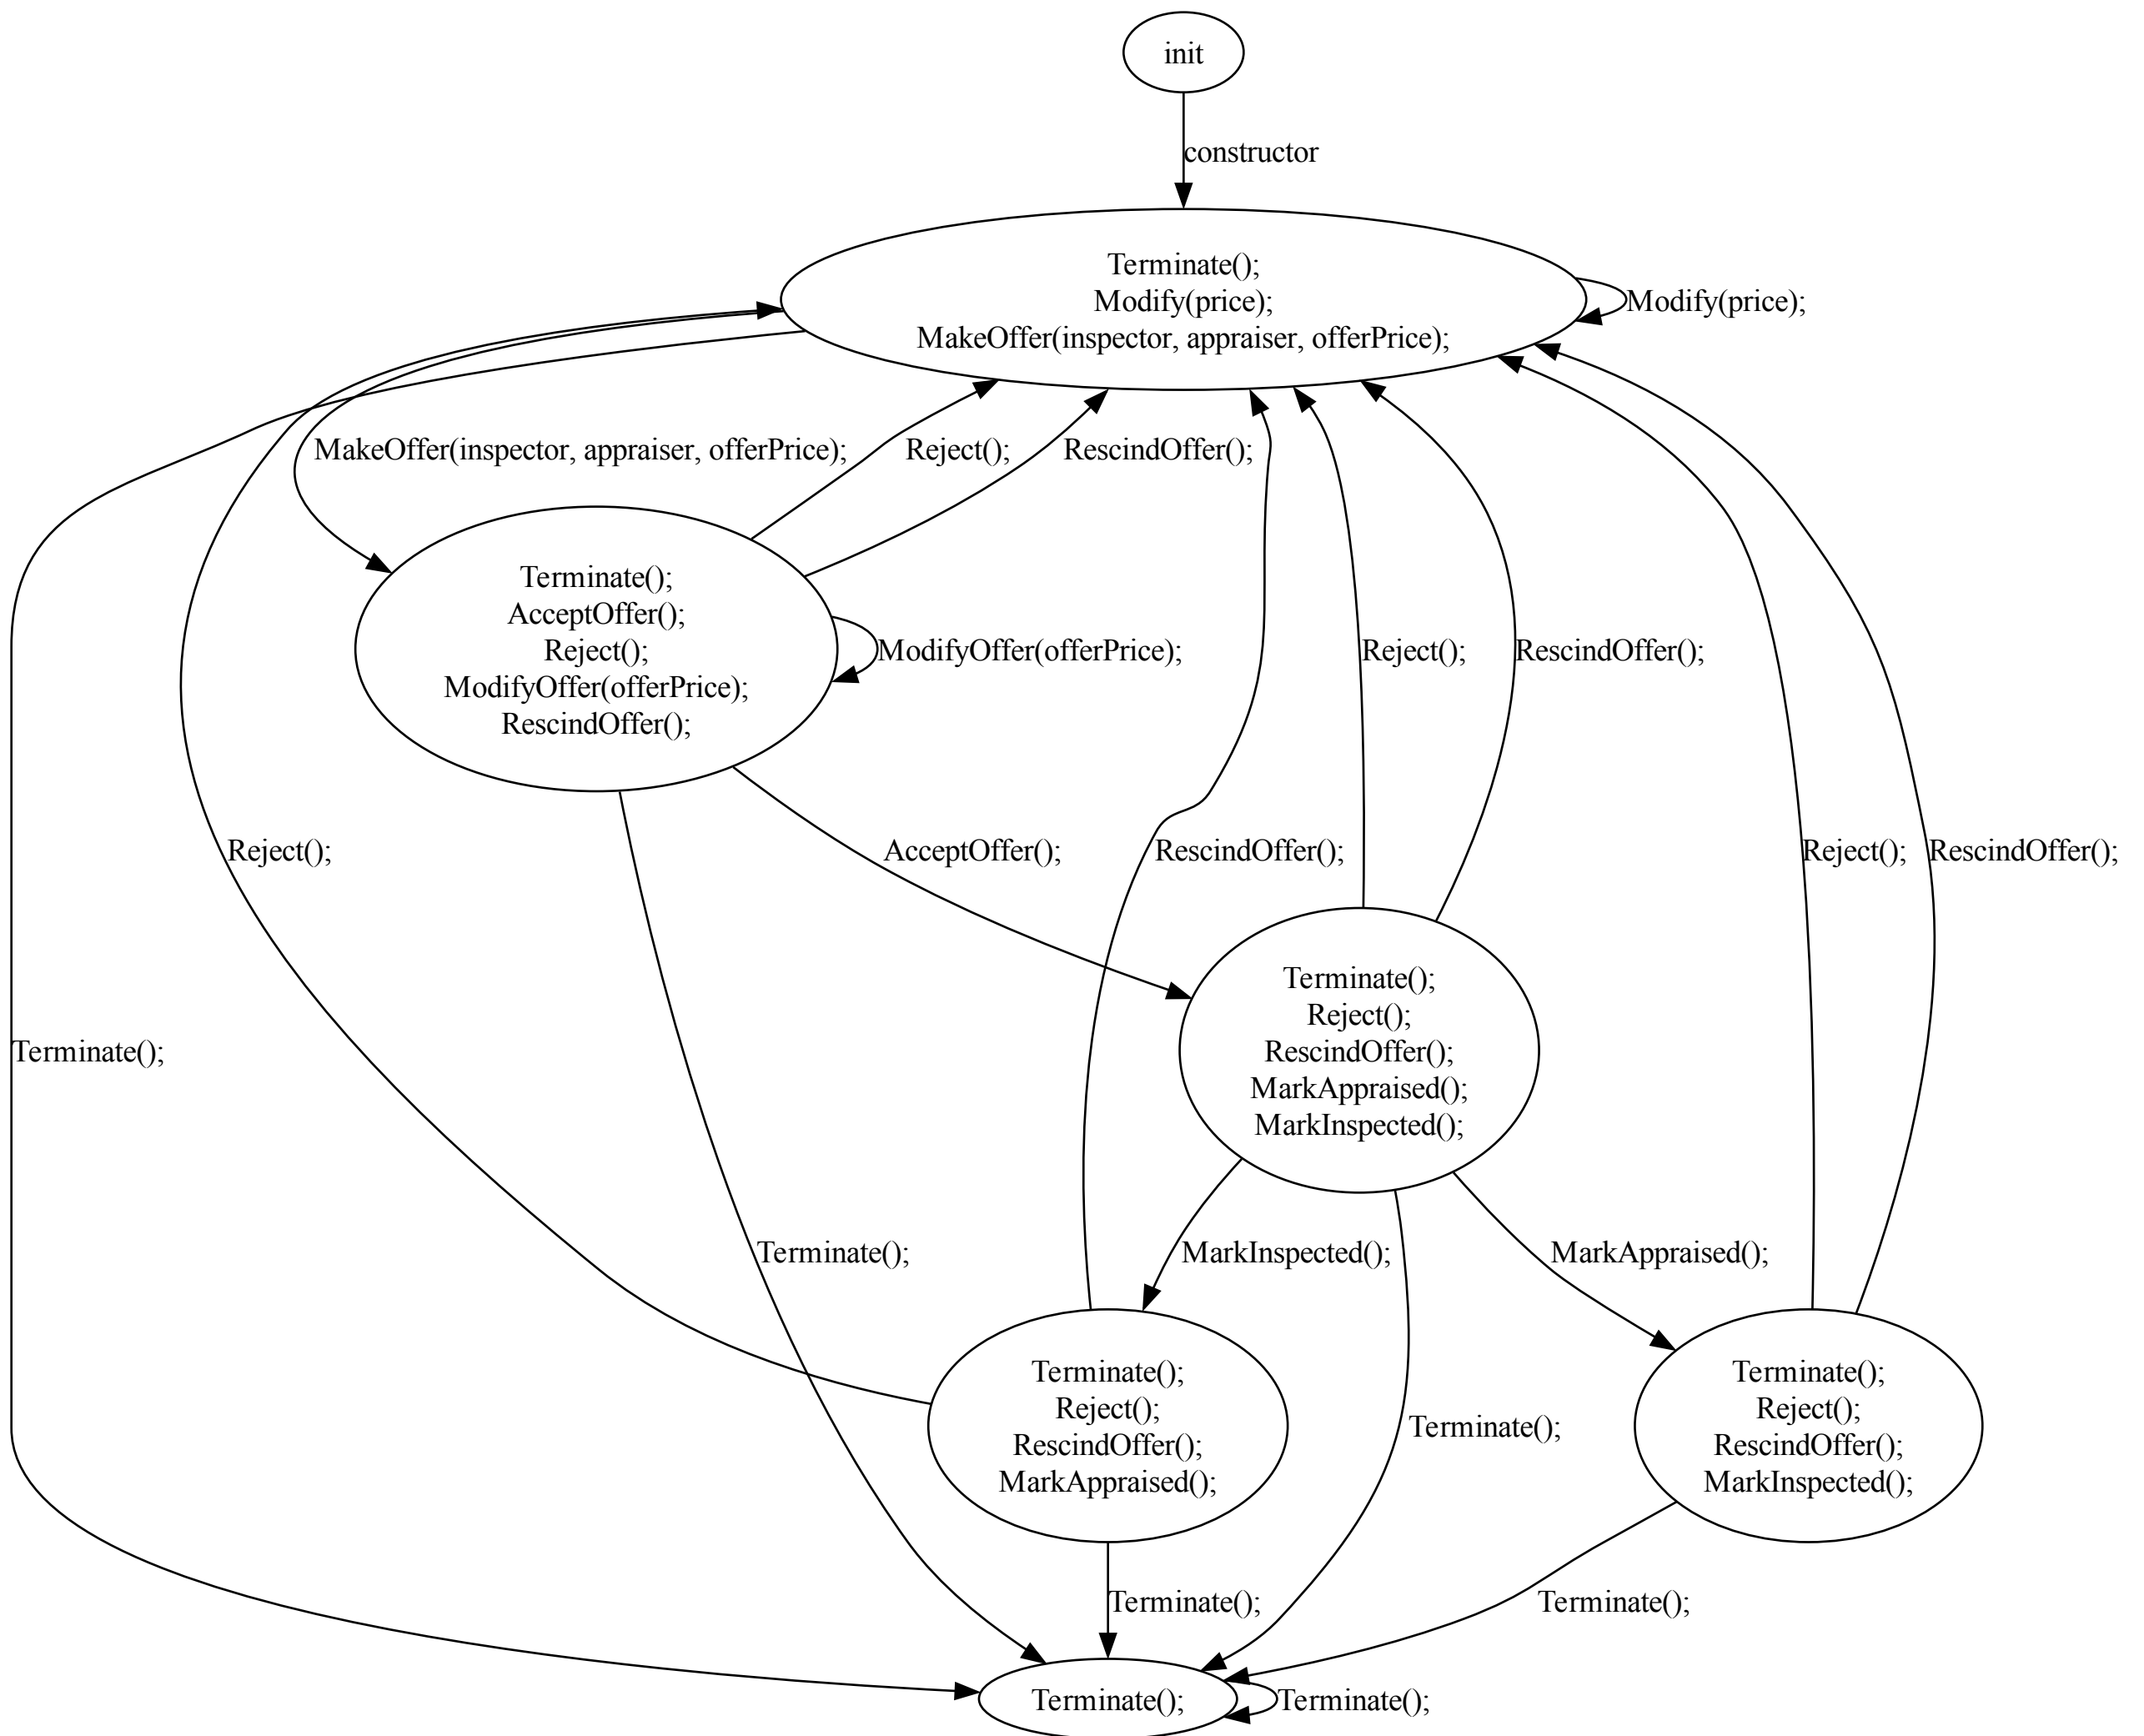 init
constructor
Terminate();
Modify(price);
MakeOffer(inspector, appraiser, offerPrice);
Modify(price);
MakeOffer(inspector, appraiser, offerPrice);
Reject();
RescindOffer();
Terminate();
AcceptOffer();
Reject();
ModifyOffer(offerPrice);
RescindOffer();
ModifyOffer(offerPrice);
Reject();
RescindOffer();
Reject();
AcceptOffer();
RescindOffer();
Reject();
RescindOffer();
Terminate();
Reject();
RescindOffer();
MarkAppraised();
MarkInspected();
Terminate();
Terminate();
MarkInspected();
MarkAppraised();
Terminate();
Reject();
RescindOffer();
MarkAppraised();
Terminate();
Terminate();
Reject();
RescindOffer();
MarkInspected();
Terminate();
Terminate();
Terminate();
Terminate();